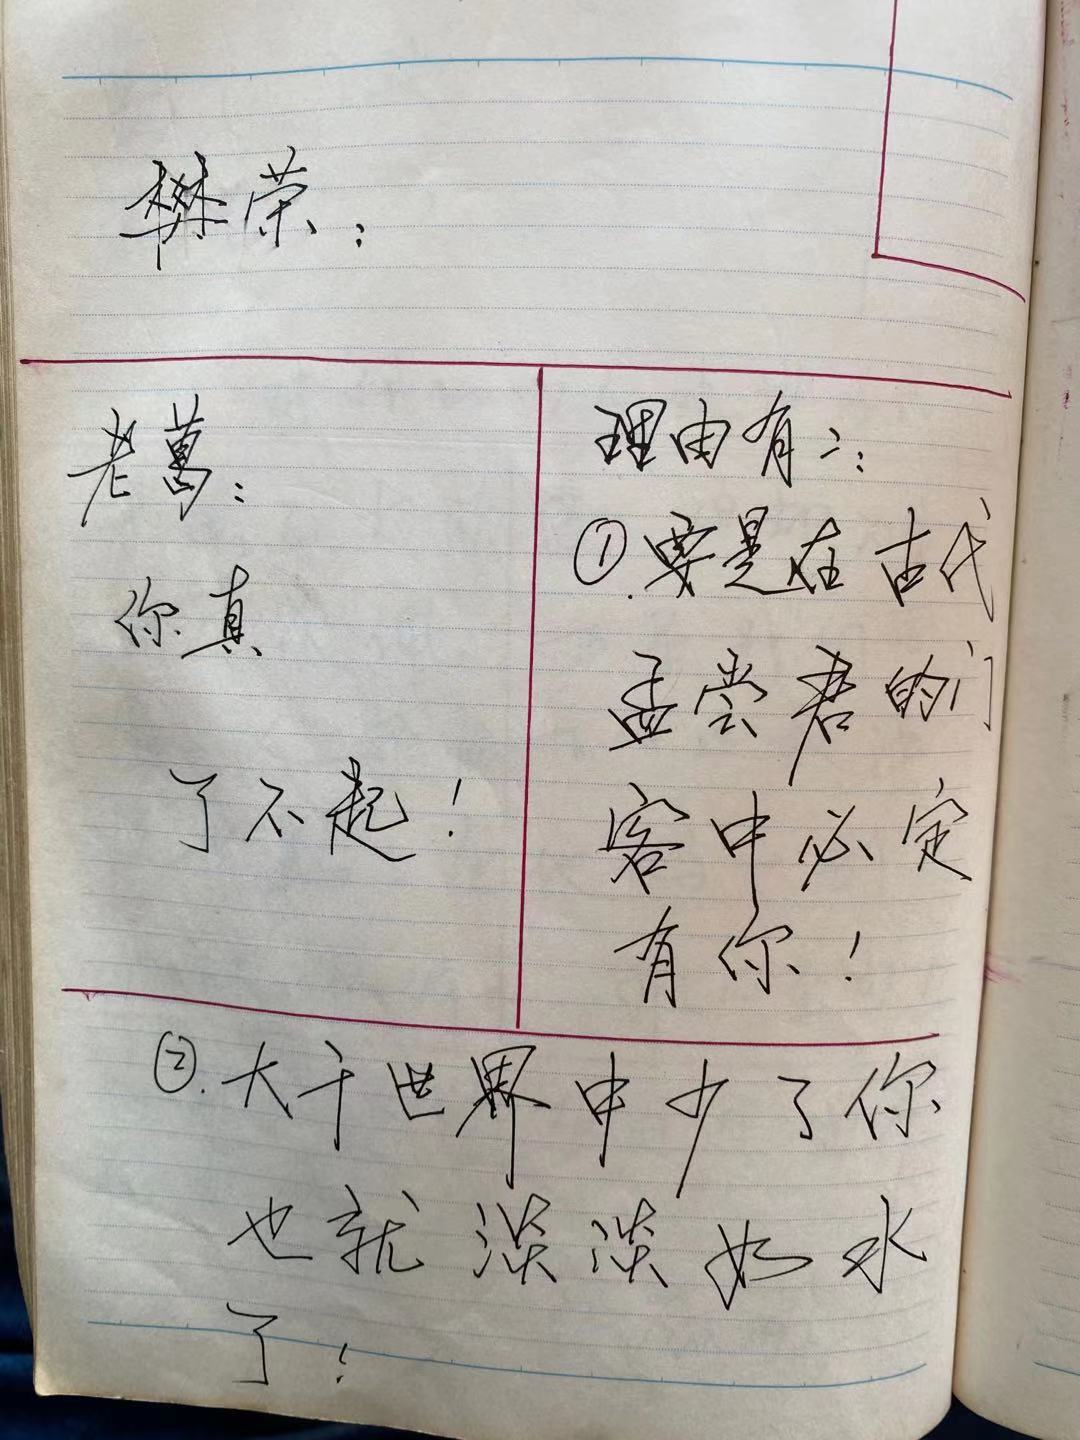 樊荣：
老萬：
你真
了不起！
理由有二：
①.要是在古代
孟尝君的门
客中必定
有你！
②.大千世界中少了你
也就淡淡如水
了！